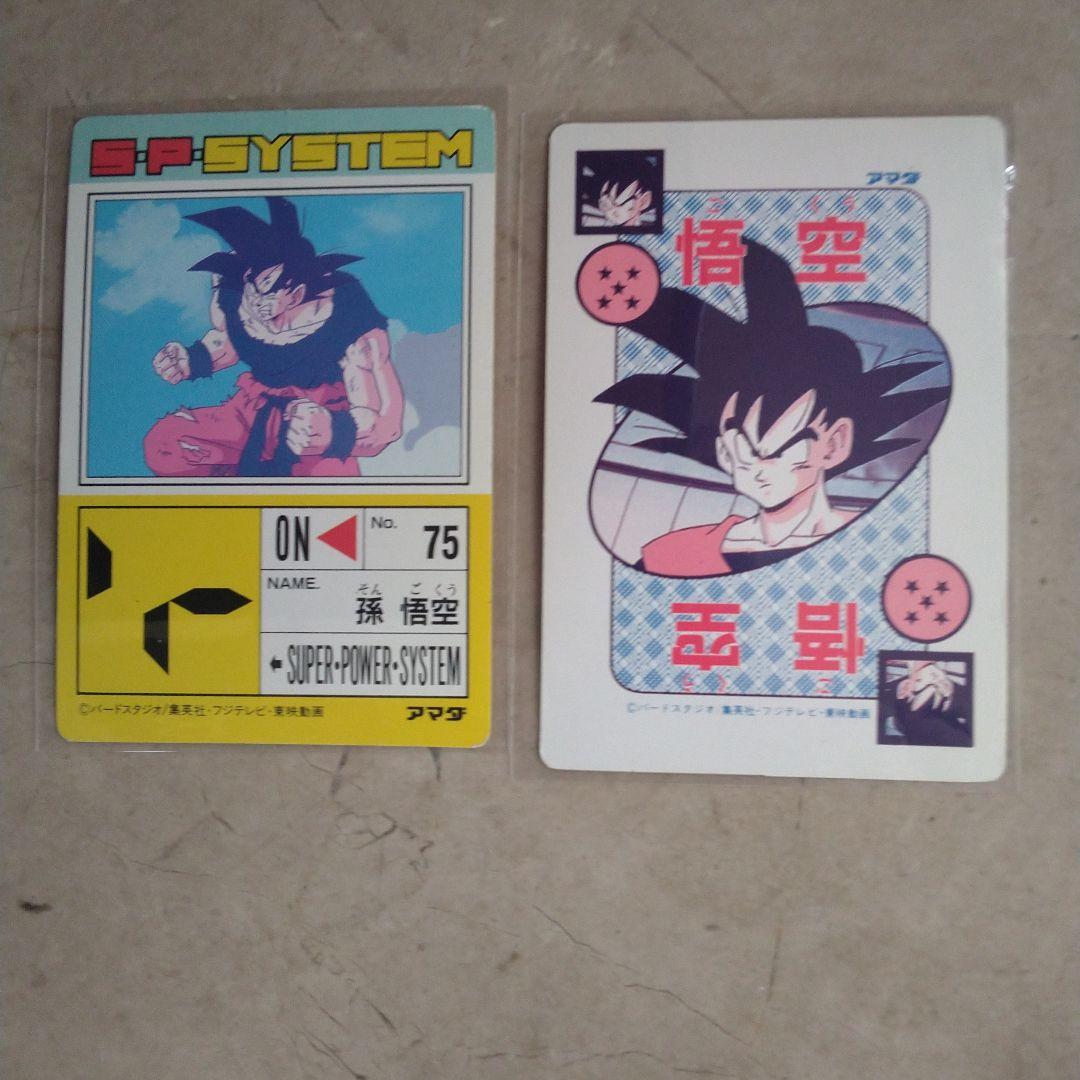 S·P·SYSTEM
ON
No. 75
NAME.
そん ご くう
孫 悟空
SUPER·POWER·SYSTEM
©バードスタジオ/集英社・フジテレビ・東映動画
アマダ
アマダ
ご くう
悟 空
悟 空
ご くう
©バードスタジオ/集英社・フジテレビ・東映動画